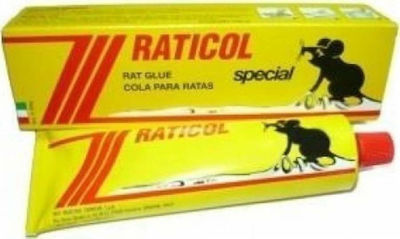 RATICOL
RAT GLUE
special
COLA PARA RATAS
RATICOL